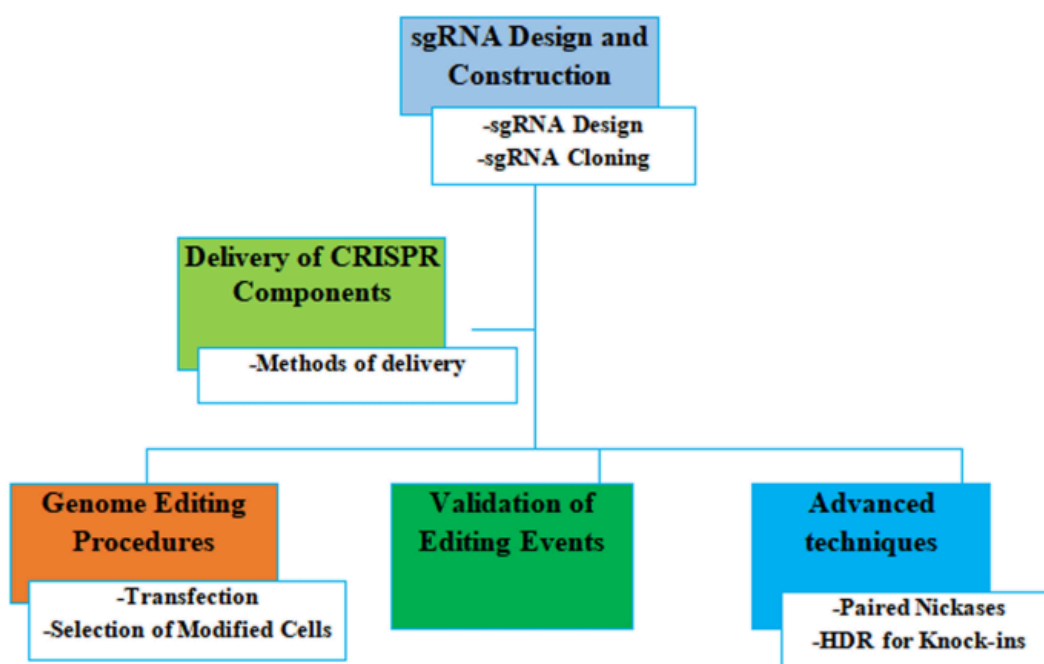 sgRNA Design and
Construction
-sgRNA Design
-sgRNA Cloning
Delivery of CRISPR
Components
-Methods of delivery
Genome Editing
Procedures
-Transfection
-Selection of Modified Cells
Validation of
Editing Events
Advanced
techniques
-Paired Nickases
-HDR for Knock-ins